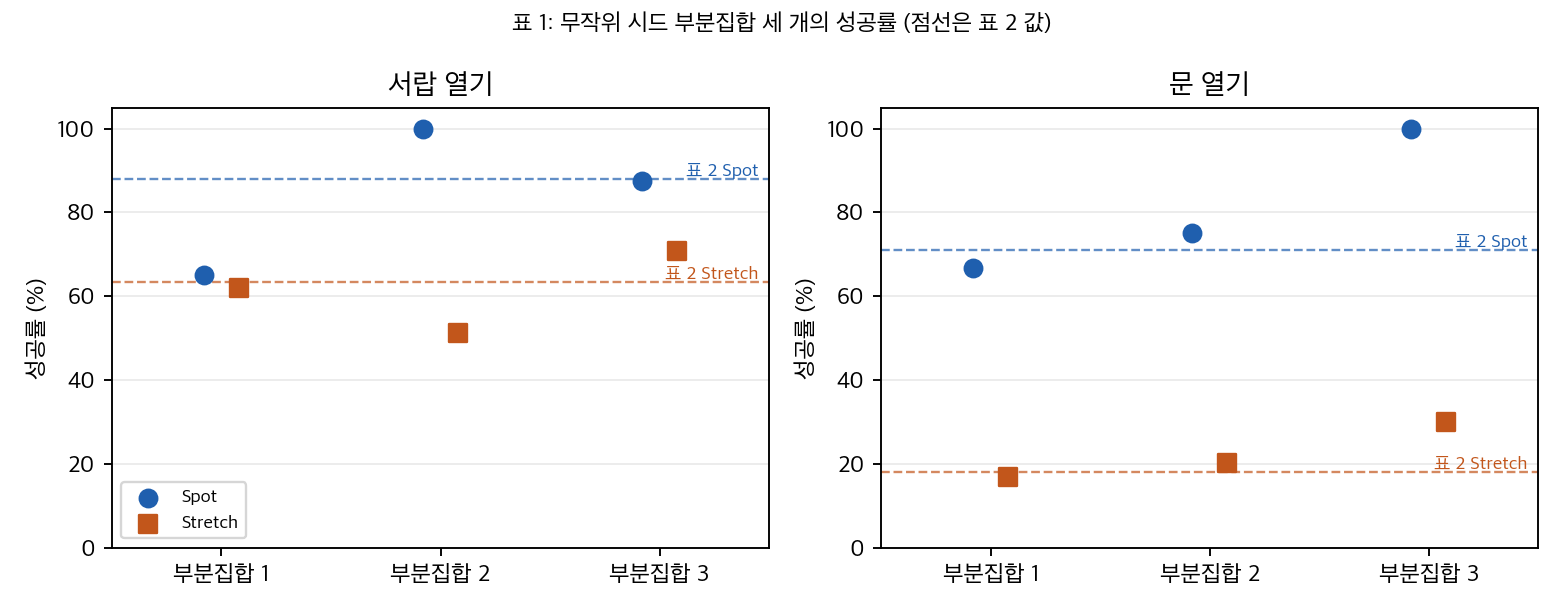 표 1: 무작위 시드 부분집합 세 개의 성공률 (점선은 표 2 값)
서랍 열기
성공률 (%)
100
80
60
40
20
0
표 2 Spot
표 2 Stretch
Spot
Stretch
부분집합 1
부분집합 2
부분집합 3
문 열기
성공률 (%)
100
80
60
40
20
0
표 2 Spot
표 2 Stretch
부분집합 1
부분집합 2
부분집합 3